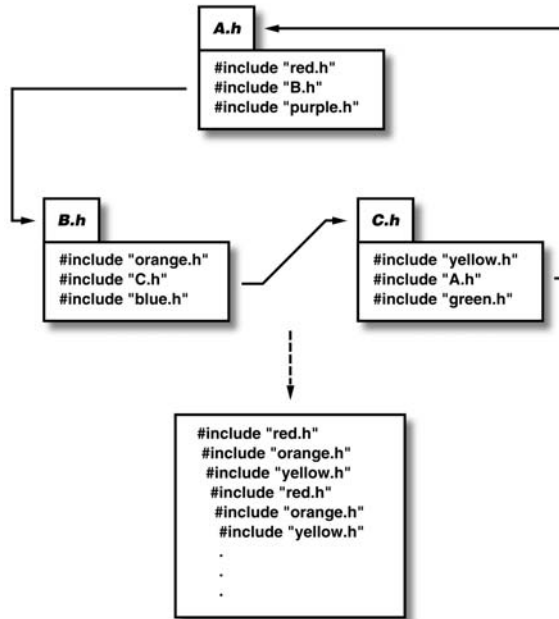 A.h
#include "red.h"
#include "B.h"
#include "purple.h"
B.h
#include "orange.h"
#include "C.h"
#include "blue.h"
C.h
#include "yellow.h"
#include "A.h"
#include "green.h"
#include "red.h"
#include "orange.h"
#include "yellow.h"
#include "red.h"
#include "orange.h"
#include "yellow.h"
.
.
.